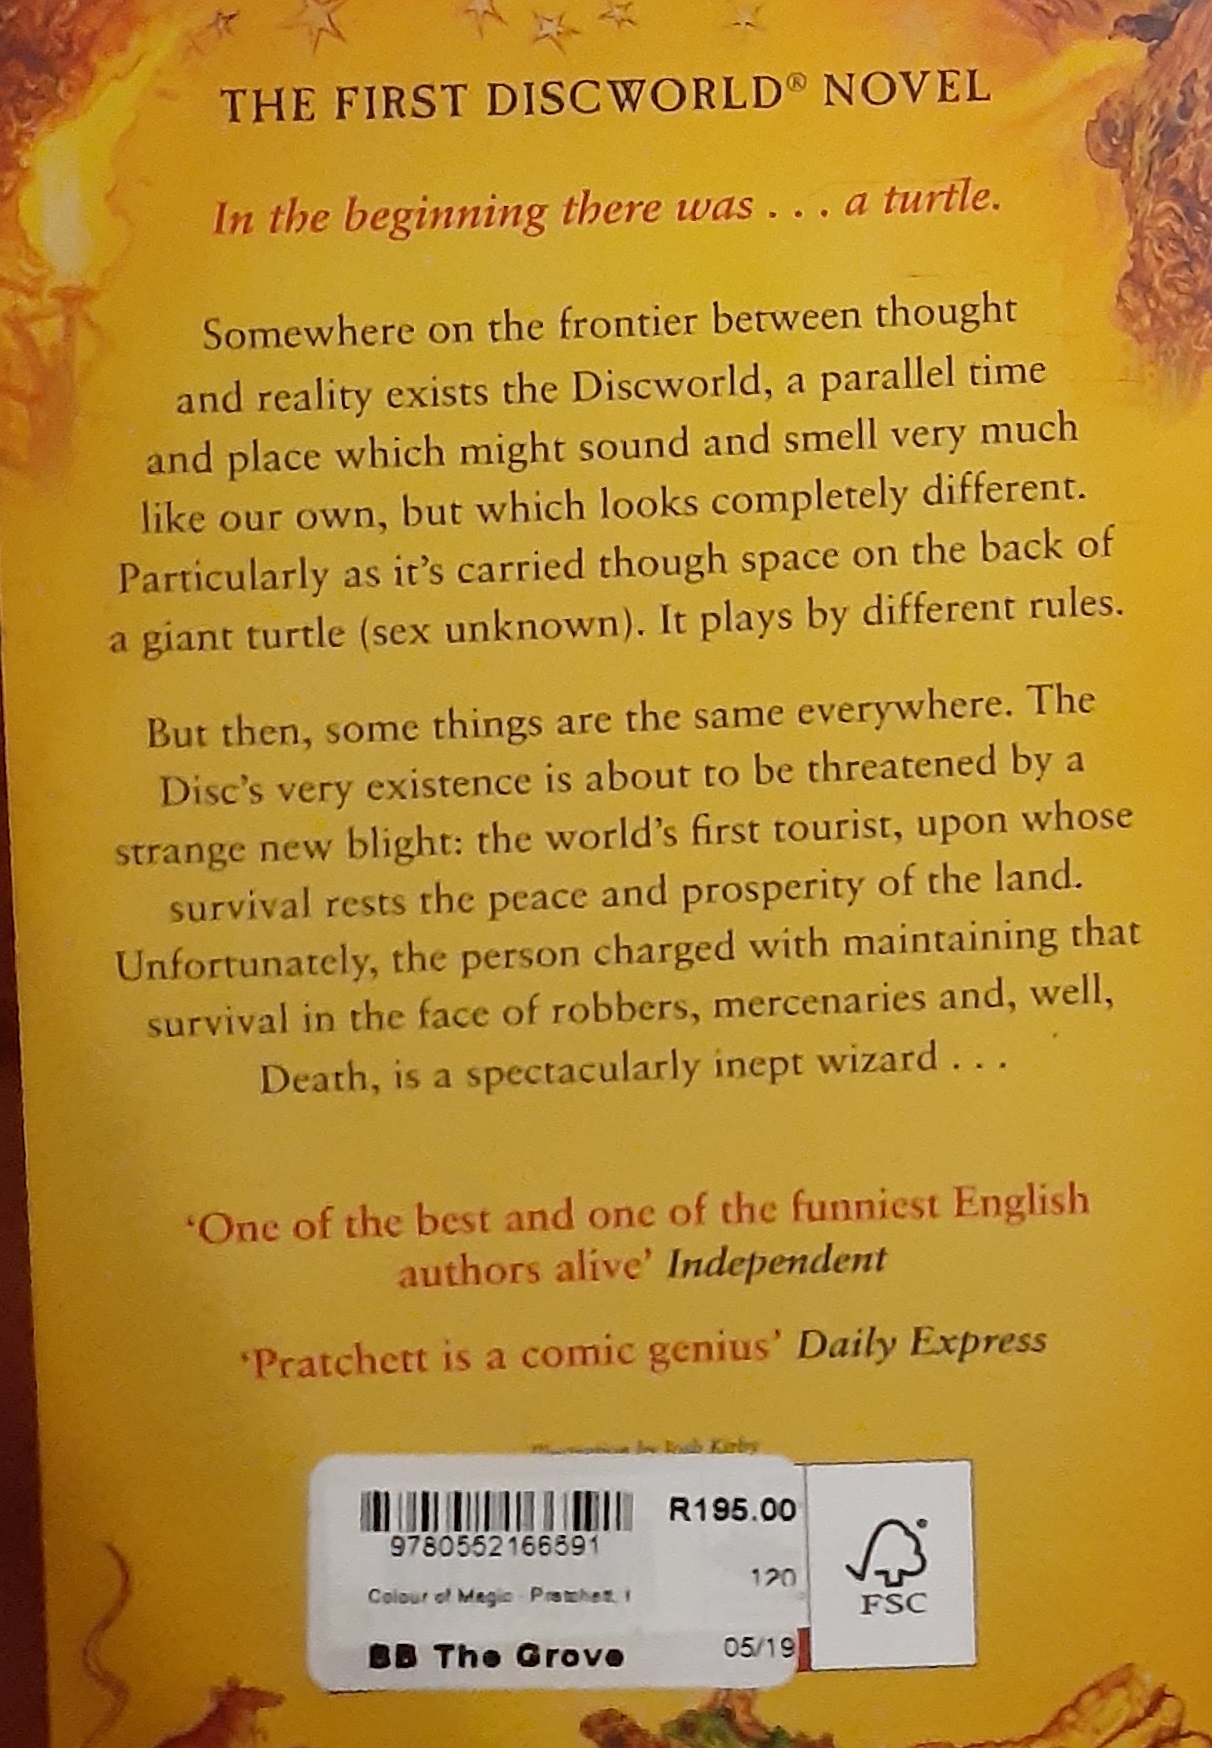 THE FIRST DISCWORLD® NOVEL
In the beginning there was . . . a turtle.
Somewhere on the frontier between thought
and reality exists the Discworld, a parallel time
and place which might sound and smell very much
like our own, but which looks completely different.
Particularly as it's carried though space on the back of
a giant turtle (sex unknown). It plays by different rules.
But then, some things are the same everywhere. The
Disc's very existence is about to be threatened by a
strange new blight: the world's first tourist, upon whose
survival rests the peace and prosperity of the land.
Unfortunately, the person charged with maintaining that
survival in the face of robbers, mercenaries and, well,
Death, is a spectacularly inept wizard . . .
‘One of the best and one of the funniest English
authors alive’ Independent
‘Pratchett is a comic genius’ Daily Express
Illustration by Josh Kirby
R195.00
9780552166591
120
Colour of Magic - Pratchett,
BB The Grove
05/19
FSC